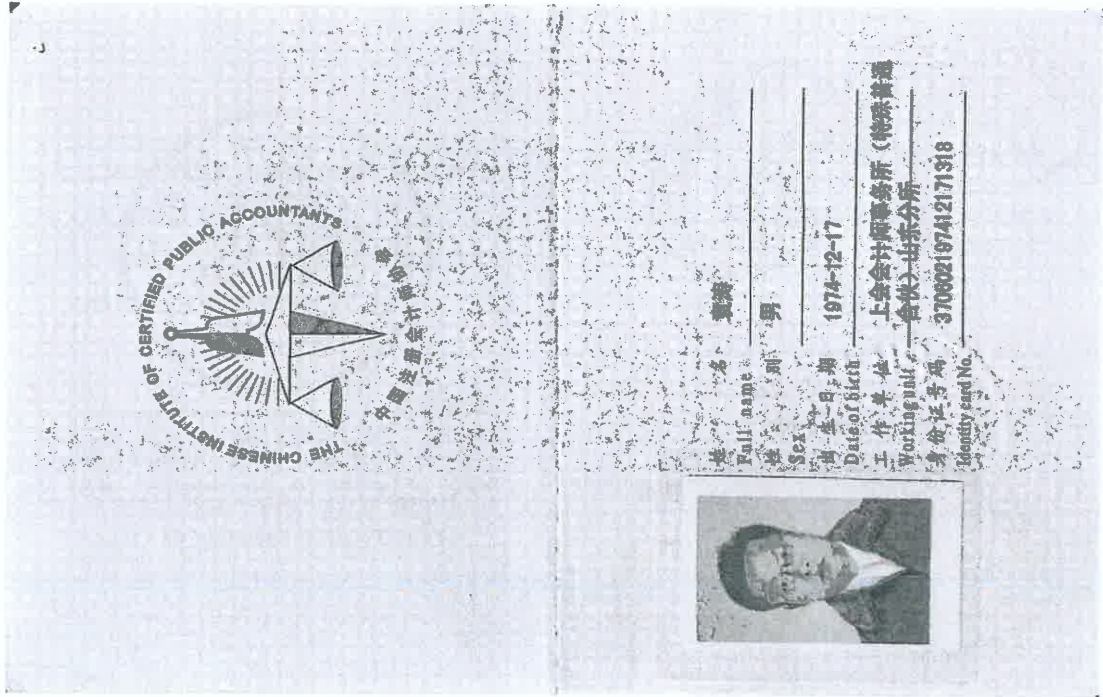 THE CHINESE INSTITUTE OF CERTIFIED PUBLIC ACCOUNTANTS
中国注册会计师协会
姓 名
Full name
性 别 男
Sex
出 生 日 期 1974-12-17
Date of birth
工 作 单 位 上会会计师事务所（特殊普通
Working unit 合伙）山东分所
身 份 证 号 码 370602197412171318
Identity card No.